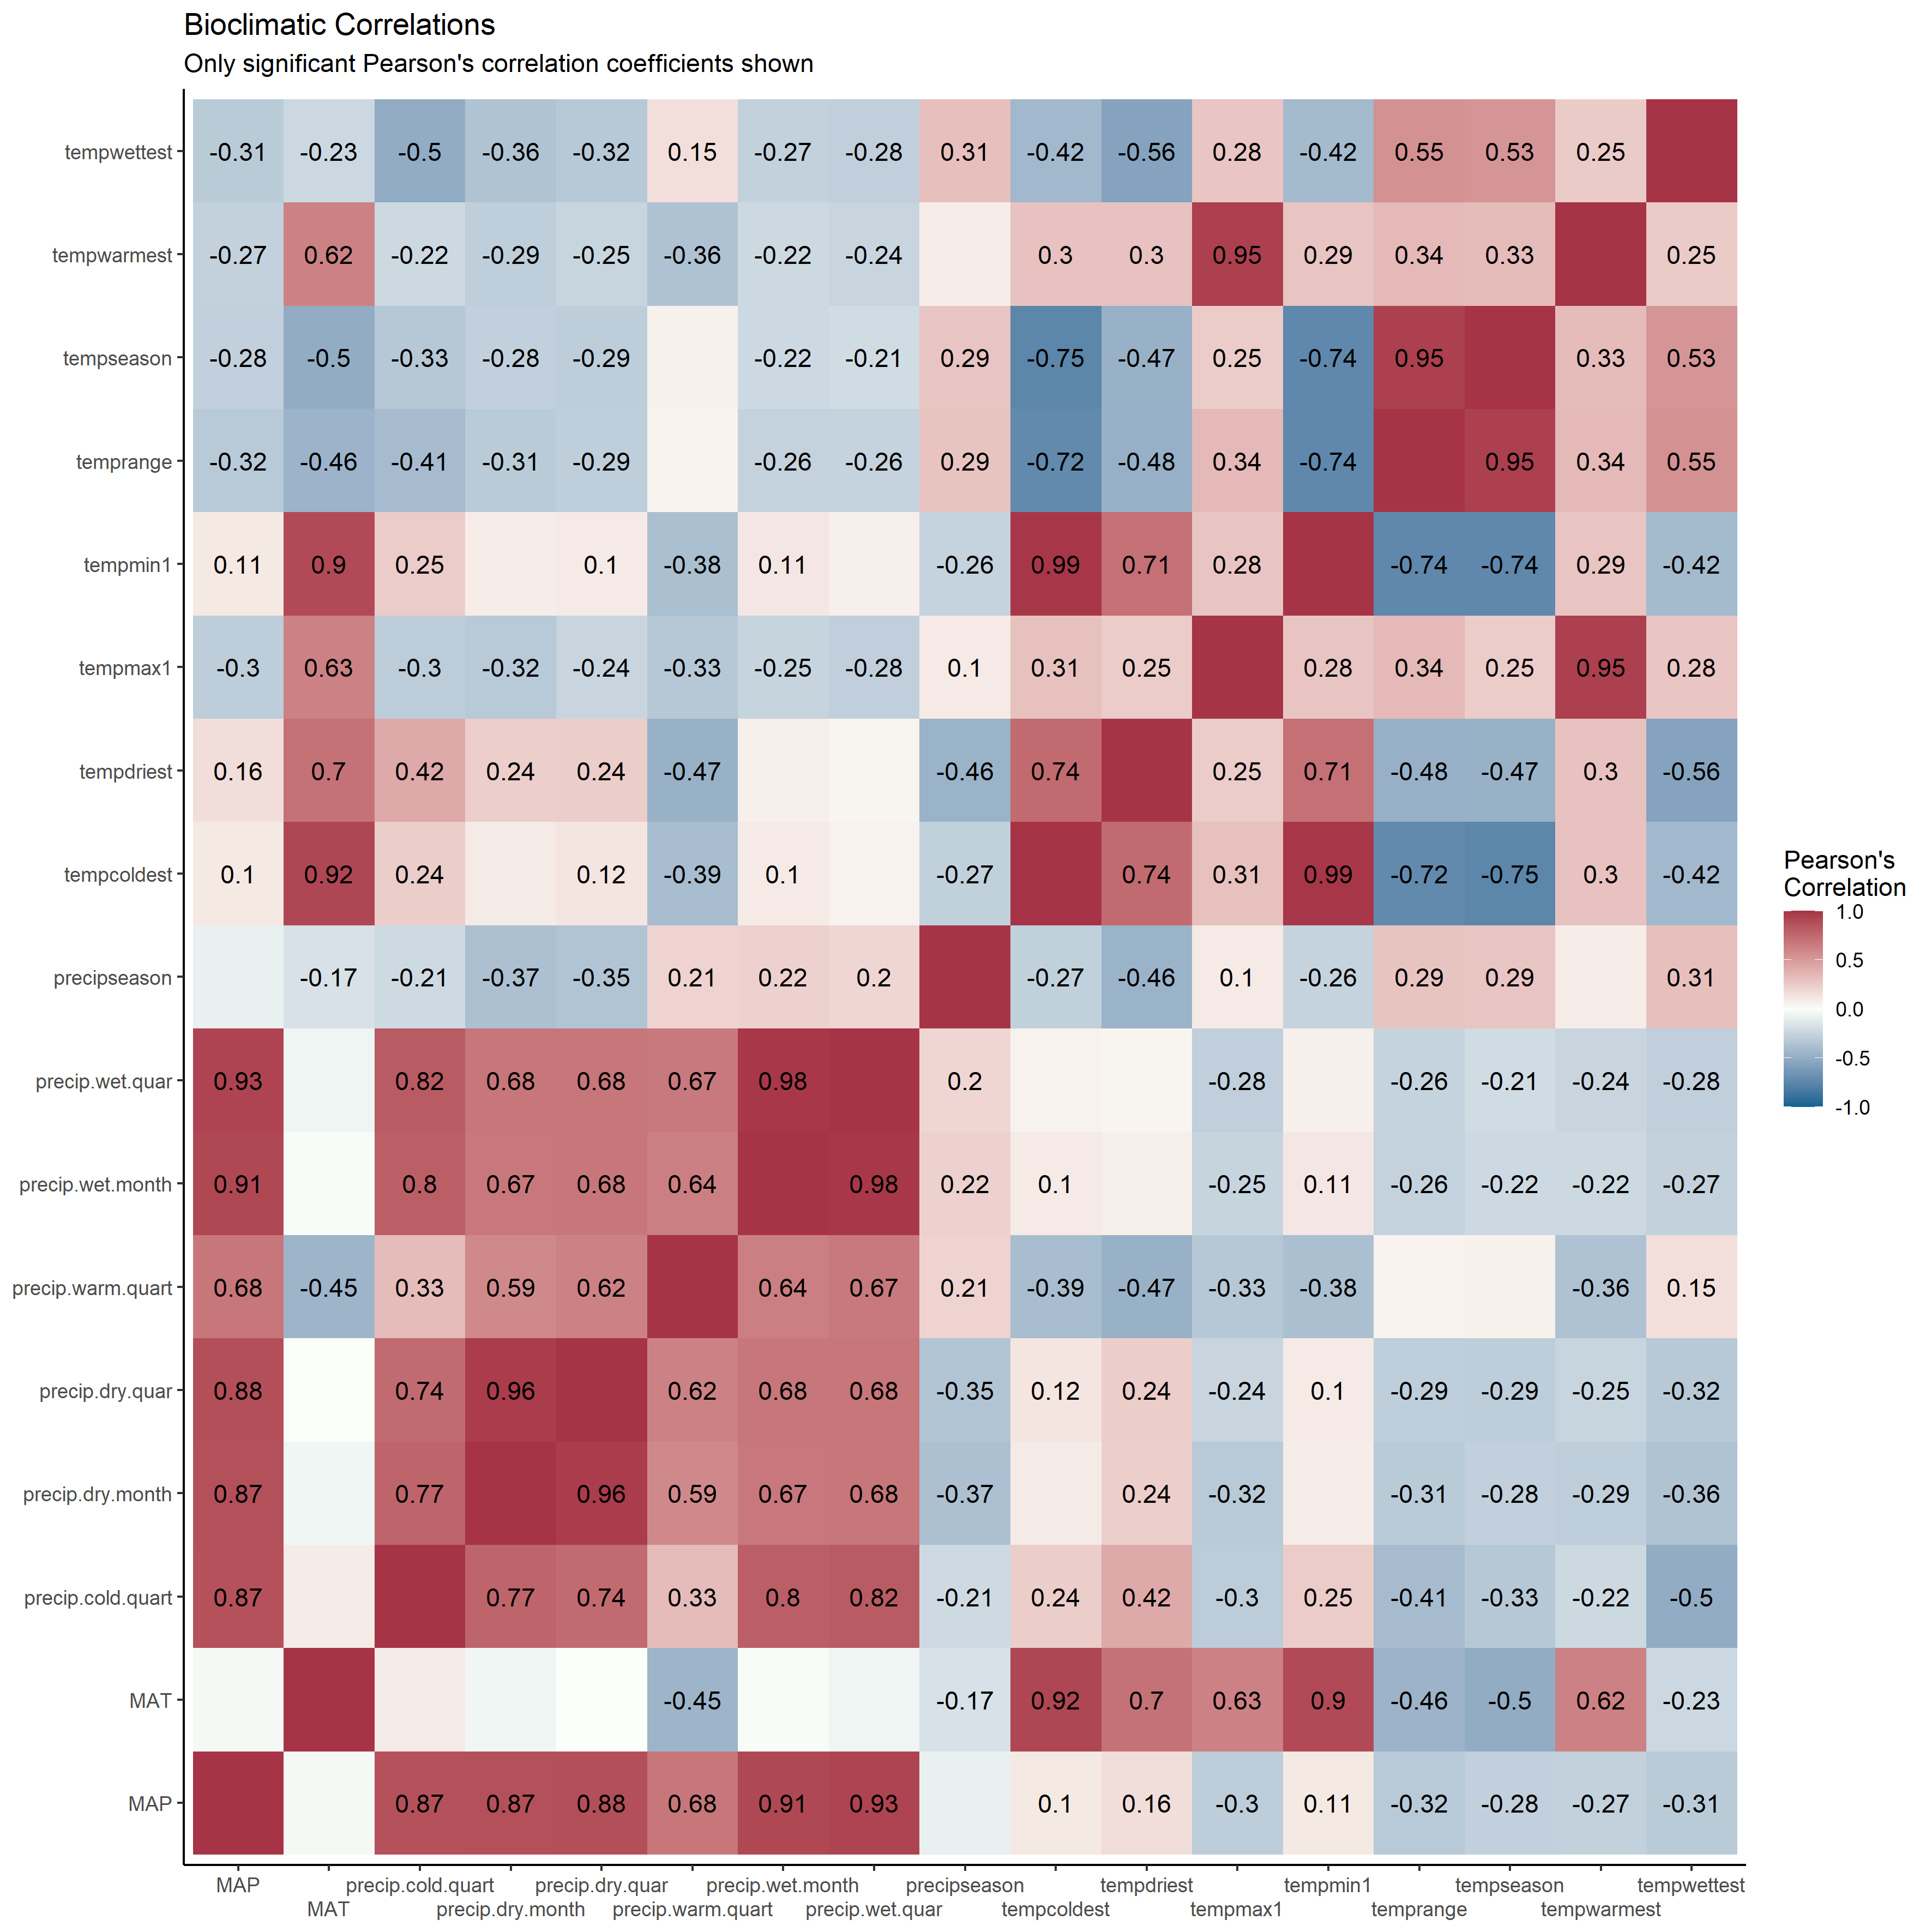 Bioclimatic Correlations
Only significant Pearson's correlation coefficients shown
tempwettest -0.31 -0.23 -0.5 -0.36 -0.32 0.15 -0.27 -0.28 0.31 -0.42 -0.56 0.28 -0.42 0.55 0.53 0.25
tempwarmest -0.27 0.62 -0.22 -0.29 -0.25 -0.36 -0.22 -0.24 0.3 0.3 0.95 0.29 0.34 0.33 0.25
tempseason -0.28 -0.5 -0.33 -0.28 -0.29 -0.22 -0.21 0.29 -0.75 -0.47 0.25 -0.74 0.95 0.33 0.53
temprange -0.32 -0.46 -0.41 -0.31 -0.29 -0.26 -0.26 0.29 -0.72 -0.48 0.34 -0.74 0.95 0.34 0.55
tempmin1 0.11 0.9 0.25 0.1 -0.38 0.11 -0.26 0.99 0.71 0.28 -0.74 -0.74 0.29 -0.42
tempmax1 -0.3 0.63 -0.3 -0.32 -0.24 -0.33 -0.25 -0.28 0.1 0.31 0.25 0.28 0.34 0.25 0.95 0.28
tempdriest 0.16 0.7 0.42 0.24 0.24 -0.47 -0.46 0.74 0.25 0.71 -0.48 -0.47 0.3 -0.56
tempcoldest 0.1 0.92 0.24 0.12 -0.39 0.1 -0.27 0.74 0.31 0.99 -0.72 -0.75 0.3 -0.42
precipseason -0.17 -0.21 -0.37 -0.35 0.21 0.22 0.2 -0.27 -0.46 0.1 -0.26 0.29 0.29 0.31
precip.wet.quar 0.93 0.82 0.68 0.68 0.67 0.98 0.2 -0.28 -0.26 -0.21 -0.24 -0.28
precip.wet.month 0.91 0.8 0.67 0.68 0.64 0.98 0.22 0.1 -0.25 0.11 -0.26 -0.22 -0.22 -0.27
precip.warm.quart 0.68 -0.45 0.33 0.59 0.62 0.64 0.67 0.21 -0.39 -0.47 -0.33 -0.38 -0.36 0.15
precip.dry.quar 0.88 0.74 0.96 0.62 0.68 0.68 -0.35 0.12 0.24 -0.24 0.1 -0.29 -0.29 -0.25 -0.32
precip.dry.month 0.87 0.77 0.96 0.59 0.67 0.68 -0.37 0.24 -0.32 -0.31 -0.28 -0.29 -0.36
precip.cold.quart 0.87 0.77 0.74 0.33 0.8 0.82 -0.21 0.24 0.42 -0.3 0.25 -0.41 -0.33 -0.22 -0.5
MAT -0.45 -0.17 0.92 0.7 0.63 0.9 -0.46 -0.5 0.62 -0.23
MAP 0.87 0.87 0.88 0.68 0.91 0.93 0.1 0.16 -0.3 0.11 -0.32 -0.28 -0.27 -0.31
MAP precip.cold.quart precip.dry.quar precip.wet.month precipseason tempdriest tempmin1 tempseason tempwettest
MAT precip.dry.month precip.warm.quart precip.wet.quar tempcoldest tempmax1 temprange tempwarmest
Pearson's
Correlation
1.0
0.5
0.0
-0.5
-1.0